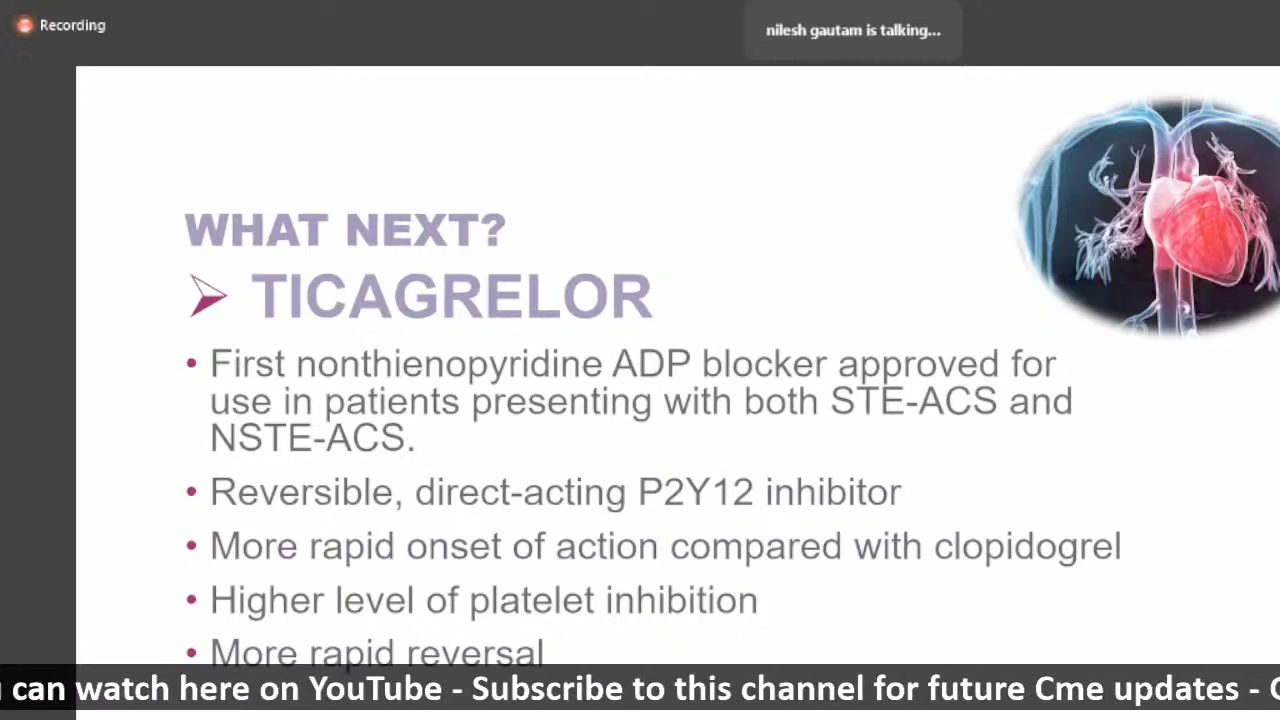 Recording
nilesh gautam is talking...
WHAT NEXT?
TICAGRELOR
• First nonthienopyridine ADP blocker approved for
use in patients presenting with both STE-ACS and
NSTE-ACS.
• Reversible, direct-acting P2Y12 inhibitor
• More rapid onset of action compared with clopidogrel
• Higher level of platelet inhibition
• More rapid reversal
can watch here on YouTube - Subscribe to this channel for future Cme updates -